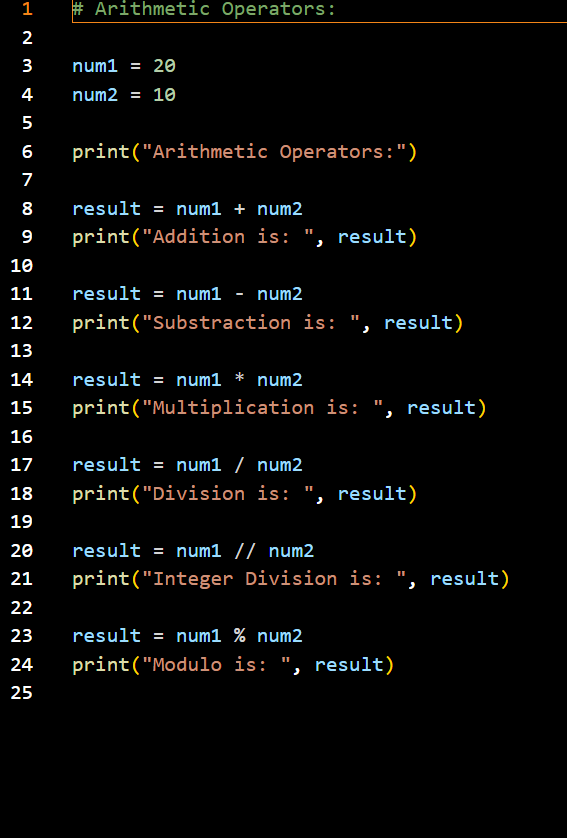 1 # Arithmetic Operators:
2
3 num1 = 20
4 num2 = 10
5
6 print("Arithmetic Operators:")
7
8 result = num1 + num2
9 print("Addition is: ", result)
10
11 result = num1 - num2
12 print("Substraction is: ", result)
13
14 result = num1 * num2
15 print("Multiplication is: ", result)
16
17 result = num1 / num2
18 print("Division is: ", result)
19
20 result = num1 // num2
21 print("Integer Division is: ", result)
22
23 result = num1 % num2
24 print("Modulo is: ", result)
25